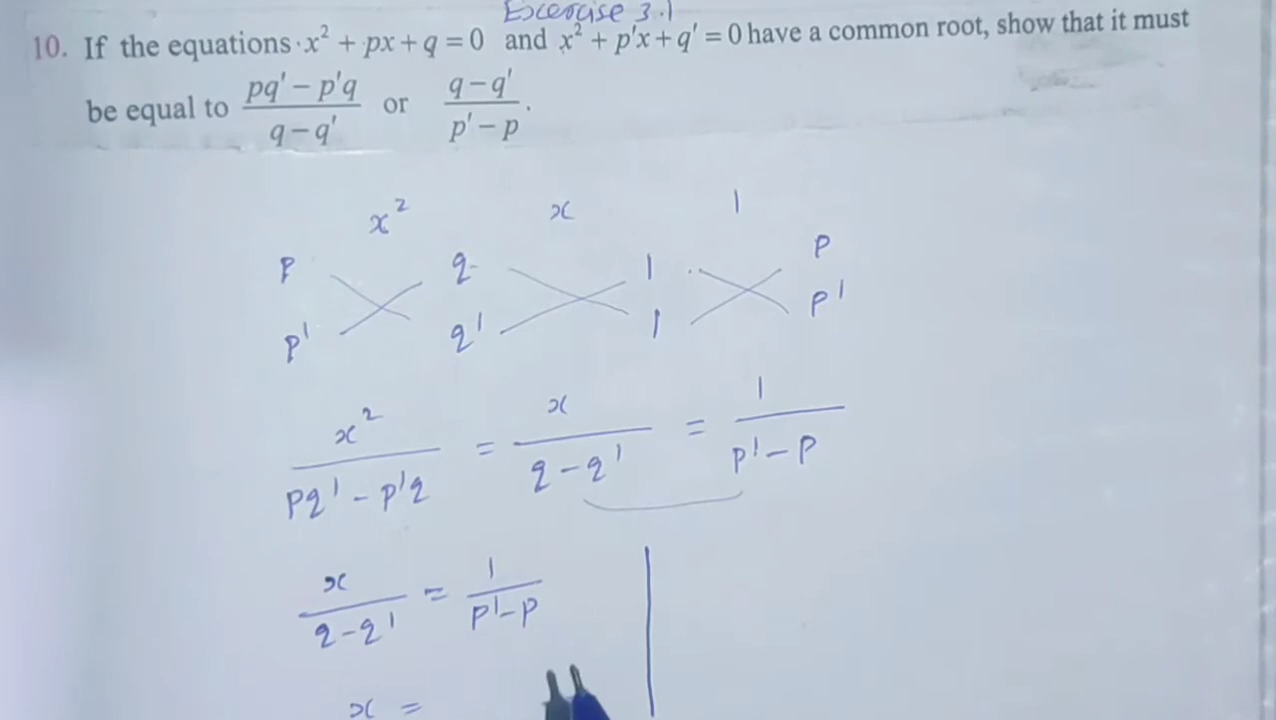 Excercise 3.1
10. If the equations x² + px + q = 0 and x² + p'x + q' = 0 have a common root, show that it must
be equal to (pq' − p'q)/(q − q') or (q − q')/(p' − p).
x² x 1
P q 1 P
P' q' 1 P'
x²/(Pq' − P'q) = x/(q − q') = 1/(P' − P)
x/(q − q') = 1/(P' − P)
x =